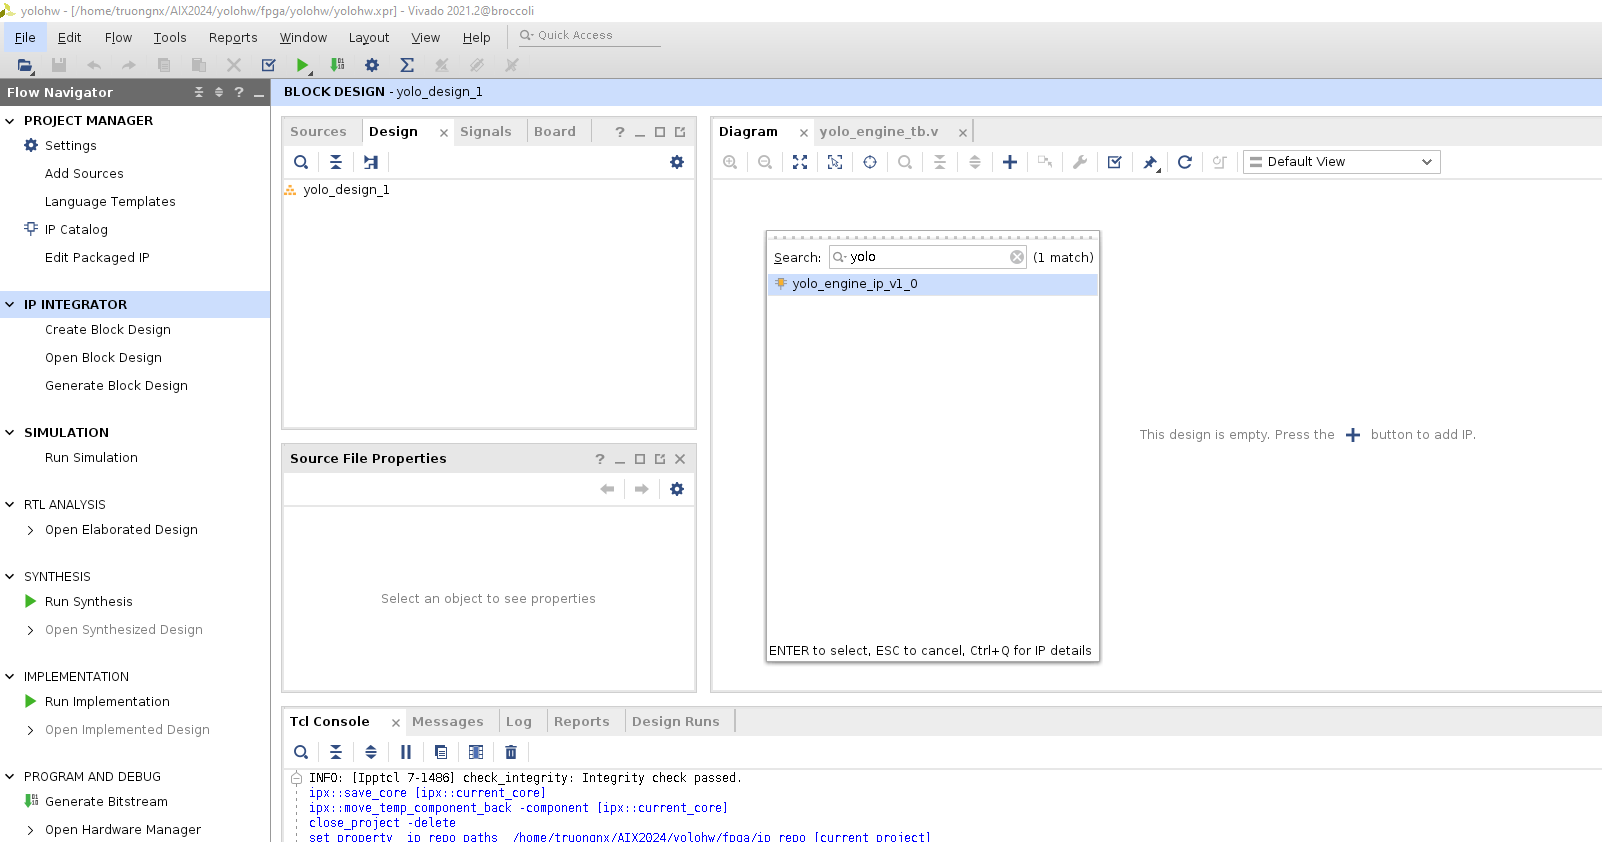 yolohw - [/home/truongnx/AIX2024/yolohw/fpga/yolohw/yolohw.xpr] - Vivado 2021.2@broccoli
File Edit Flow Tools Reports Window Layout View Help Quick Access
Flow Navigator
PROJECT MANAGER
Settings
Add Sources
Language Templates
IP Catalog
Edit Packaged IP
IP INTEGRATOR
Create Block Design
Open Block Design
Generate Block Design
SIMULATION
Run Simulation
RTL ANALYSIS
Open Elaborated Design
SYNTHESIS
Run Synthesis
Open Synthesized Design
IMPLEMENTATION
Run Implementation
Open Implemented Design
PROGRAM AND DEBUG
Generate Bitstream
Open Hardware Manager
BLOCK DESIGN - yolo_design_1
Sources Design Signals Board
yolo_design_1
Source File Properties
Select an object to see properties
Diagram yolo_engine_tb.v
Default View
Search: yolo (1 match)
yolo_engine_ip_v1_0
ENTER to select, ESC to cancel, Ctrl+Q for IP details
This design is empty. Press the + button to add IP.
Tcl Console Messages Log Reports Design Runs
INFO: [Ipptcl 7-1486] check_integrity: Integrity check passed.
ipx::save_core [ipx::current_core]
ipx::move_temp_component_back -component [ipx::current_core]
close_project -delete
set_property ip_repo_paths /home/truongnx/AIX2024/yolohw/fpga/ip_repo [current_project]